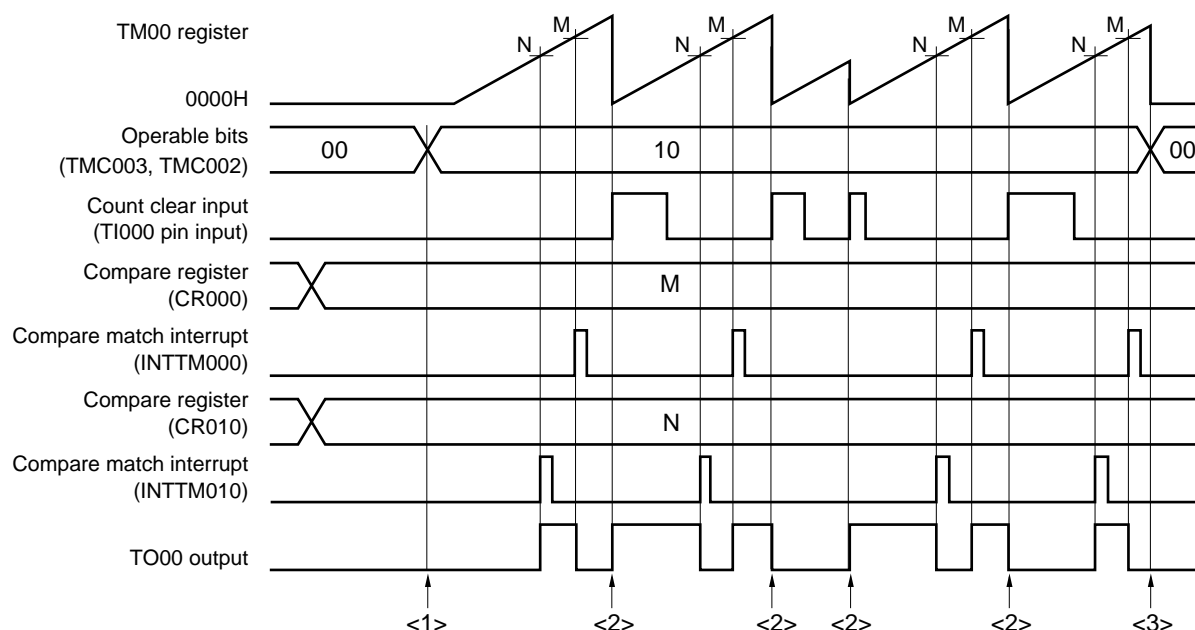 TM00 register
N M N M N M N M
0000H
Operable bits
(TMC003, TMC002)
00 10 00
Count clear input
(TI000 pin input)
Compare register
(CR000)
M
Compare match interrupt
(INTTM000)
Compare register
(CR010)
N
Compare match interrupt
(INTTM010)
TO00 output
<1> <2> <2> <2> <2> <3>